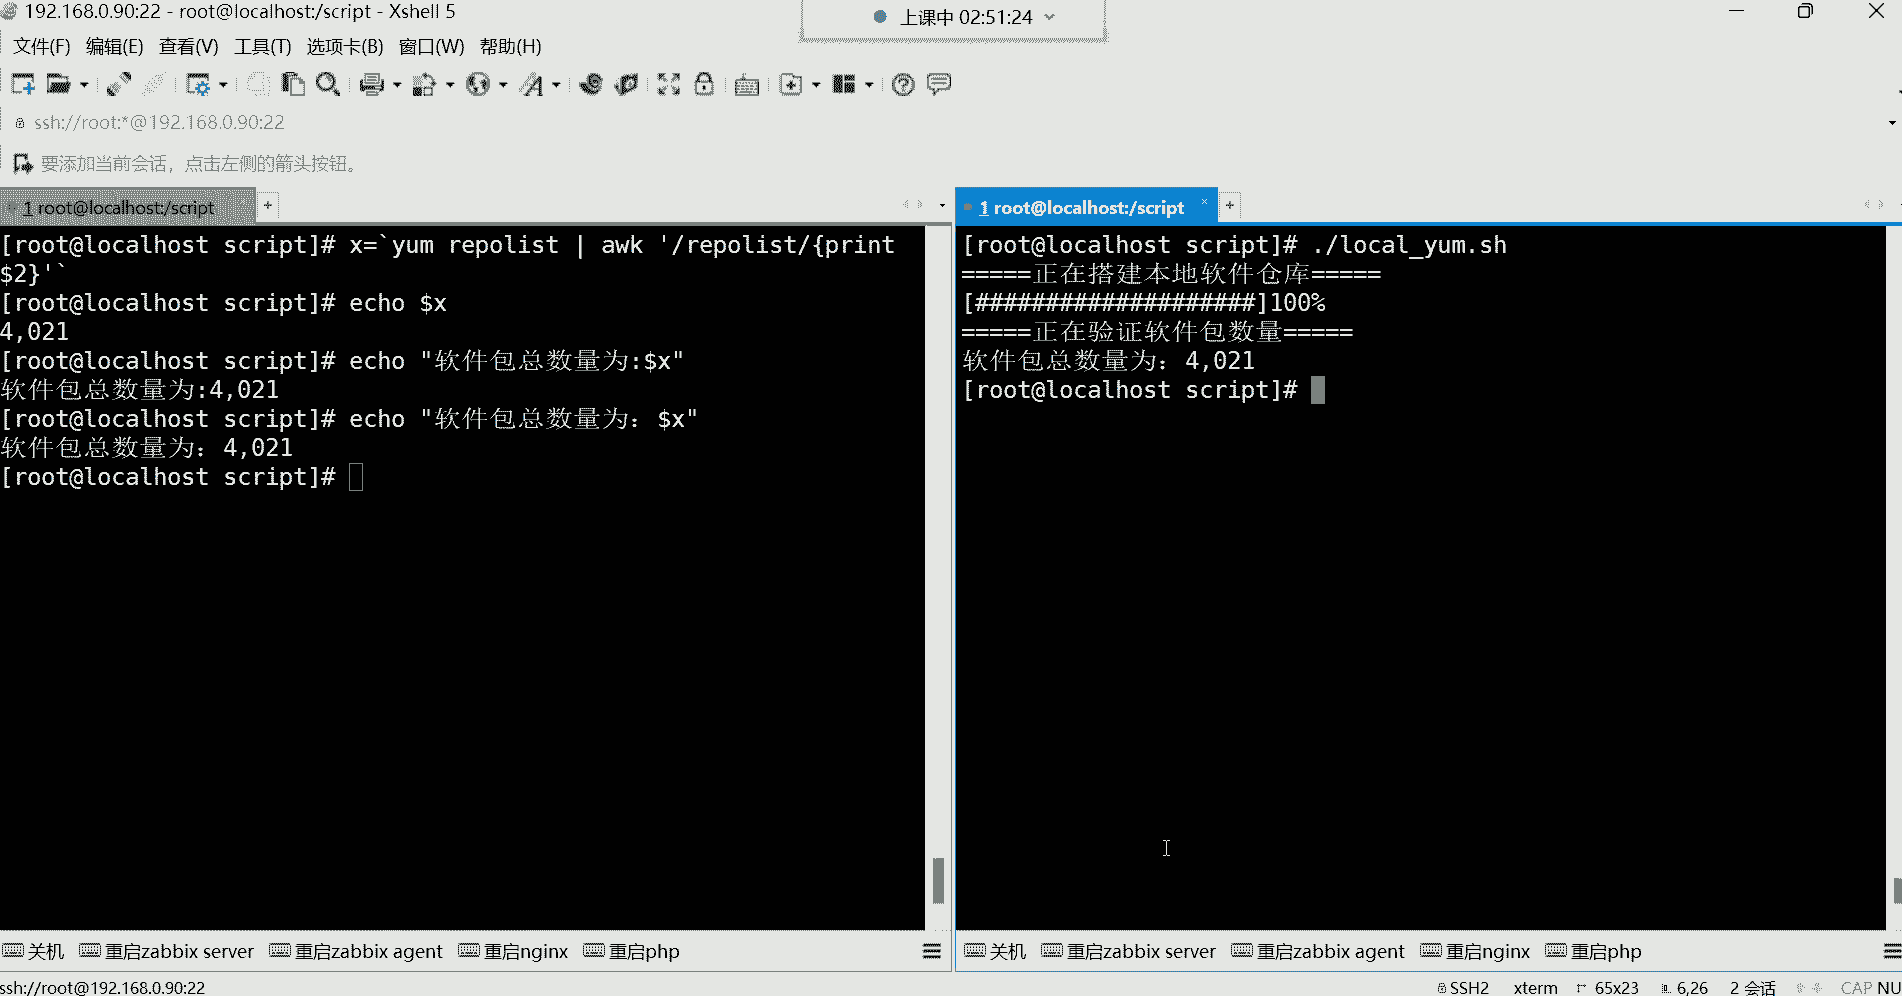 192.168.0.90:22 - root@localhost:/script - Xshell 5
上课中 02:51:24
文件(F) 编辑(E) 查看(V) 工具(T) 选项卡(B) 窗口(W) 帮助(H)
ssh://root:*@192.168.0.90:22
要添加当前会话，点击左侧的箭头按钮。
1 root@localhost:/script
[root@localhost script]# x=`yum repolist | awk '/repolist/{print
$2}'`
[root@localhost script]# echo $x
4,021
[root@localhost script]# echo "软件包总数量为:$x"
软件包总数量为:4,021
[root@localhost script]# echo "软件包总数量为：$x"
软件包总数量为：4,021
[root@localhost script]#
关机 重启zabbix server 重启zabbix agent 重启nginx 重启php
1 root@localhost:/script
[root@localhost script]# ./local_yum.sh
=====正在搭建本地软件仓库=====
[####################]100%
=====正在验证软件包数量=====
软件包总数量为：4,021
[root@localhost script]#
关机 重启zabbix server 重启zabbix agent 重启nginx 重启php
ssh://root@192.168.0.90:22
SSH2 xterm 65x23 6,26 2 会话 CAP NU